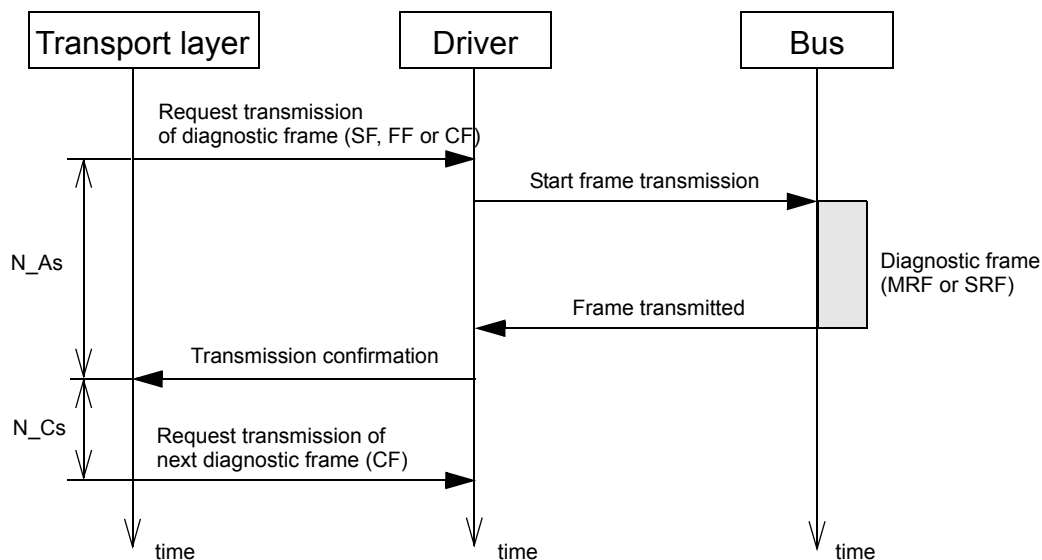 Transport layer
Driver
Bus
Request transmission
of diagnostic frame (SF, FF or CF)
Start frame transmission
N_As
Diagnostic frame
(MRF or SRF)
Frame transmitted
Transmission confirmation
N_Cs
Request transmission of
next diagnostic frame (CF)
time
time
time